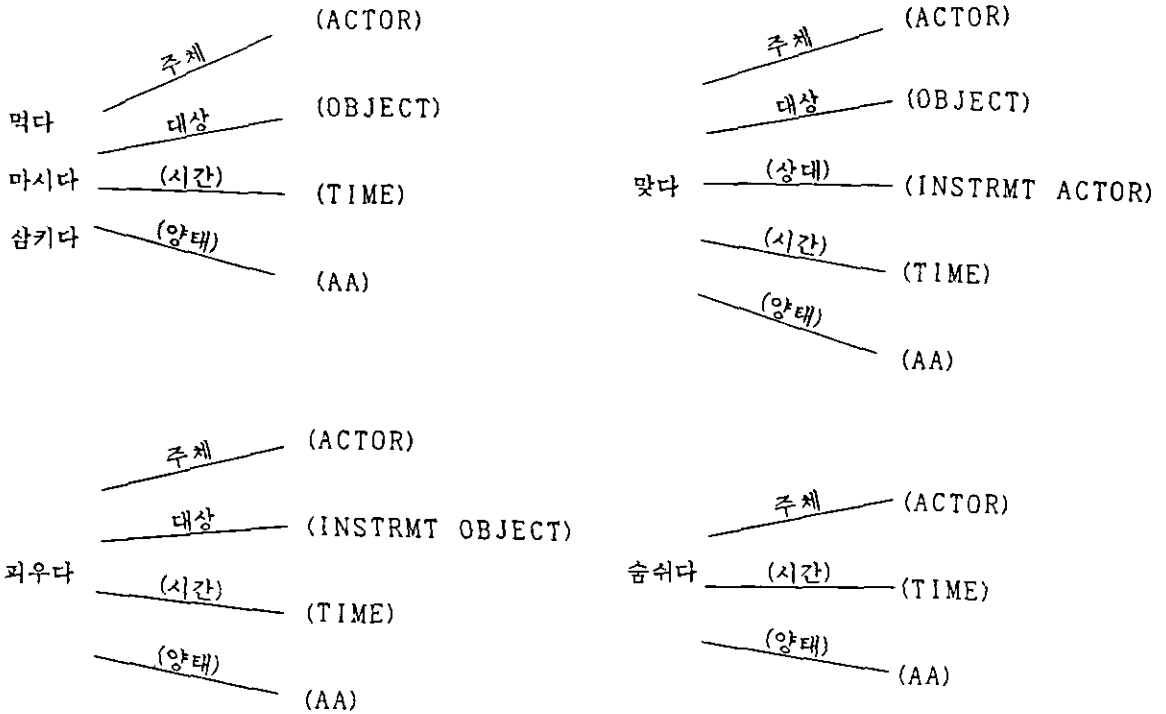 주체 (ACTOR)
대상 (OBJECT)
(시간) (TIME)
(양태) (AA)
먹다
마시다
삼키다
주체 (ACTOR)
대상 (OBJECT)
(상대) (INSTRMT ACTOR)
(시간) (TIME)
(양태) (AA)
맞다
주체 (ACTOR)
대상 (INSTRMT OBJECT)
(시간) (TIME)
(양태) (AA)
피우다
주체 (ACTOR)
(시간) (TIME)
(양태) (AA)
숨쉬다